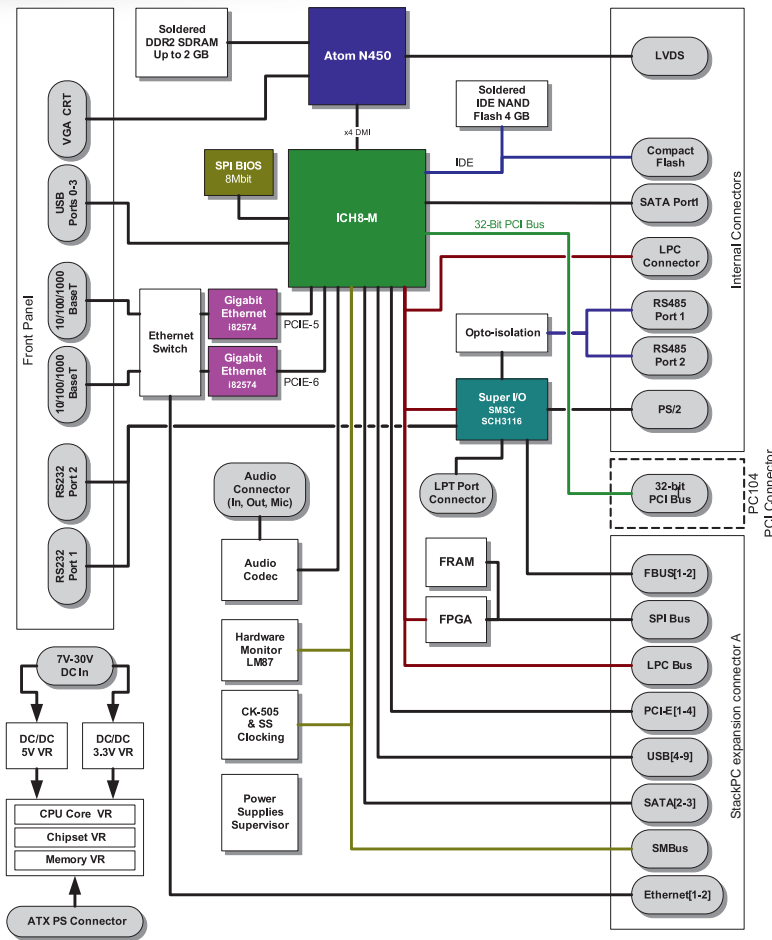 Soldered
DDR2 SDRAM
Up to 2 GB
Atom N450
LVDS
Soldered
IDE NAND
Flash 4 GB
VGA CRT
x4 DMI
SPI BIOS
8Mbit
ICH8-M
IDE
Compact
Flash
USB
Ports 0-3
SATA Port1
32-Bit PCI Bus
LPC
Connector
Internal Connectors
Front Panel
10/100/1000
BaseT
Ethernet
Switch
Gigabit
Ethernet
i82574
PCIE-5
Opto-isolation
RS485
Port 1
RS485
Port 2
10/100/1000
BaseT
Gigabit
Ethernet
i82574
PCIE-6
Super I/O
SMSC
SCH3116
PS/2
RS232
Port 2
Audio
Connector
(In, Out, Mic)
LPT Port
Connector
32-bit
PCI Bus
PC104
PCI Connector
RS232
Port 1
Audio
Codec
FRAM
FPGA
FBUS[1-2]
SPI Bus
Hardware
Monitor
LM87
LPC Bus
7V-30V
DC In
CK-505
& SS
Clocking
PCI-E[1-4]
DC/DC
5V VR
DC/DC
3.3V VR
USB[4-9]
StackPC expansion connector A
CPU Core VR
Chipset VR
Memory VR
Power
Supplies
Supervisor
SATA[2-3]
SMBus
Ethernet[1-2]
ATX PS Connector